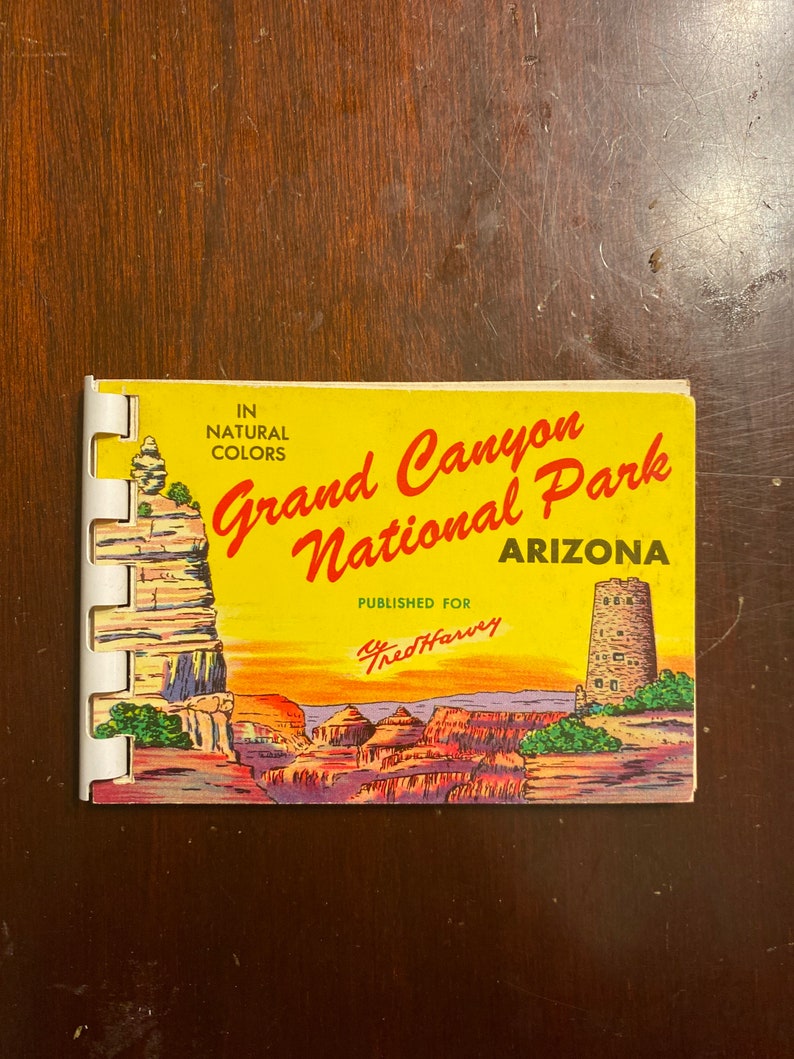 IN
NATURAL
COLORS
Grand Canyon
National Park
ARIZONA
PUBLISHED FOR
Fred Harvey